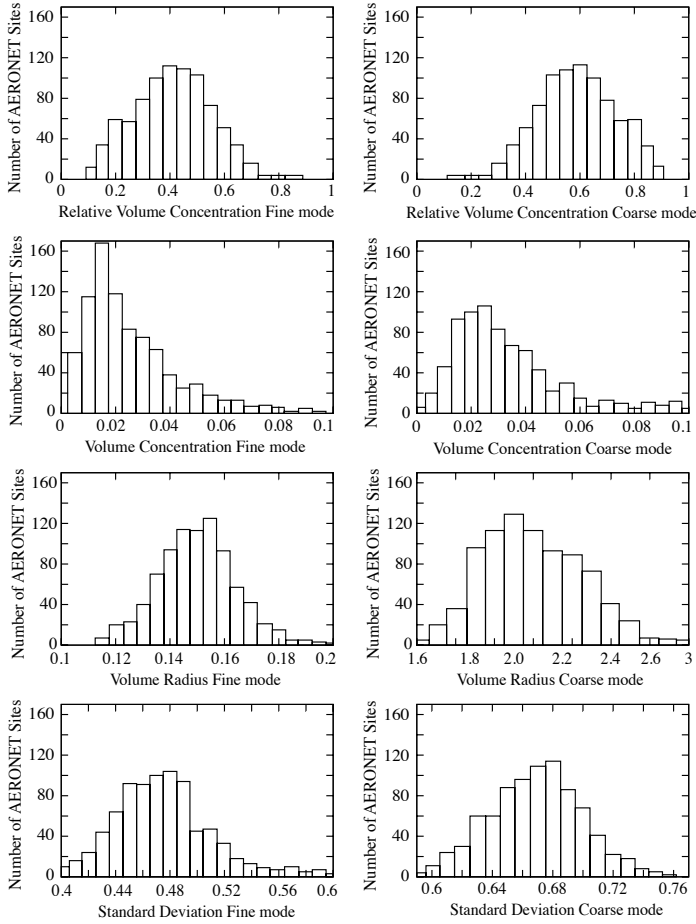 Number of AERONET Sites
160
120
80
40
0
0 0.2 0.4 0.6 0.8 1
Relative Volume Concentration Fine mode
Number of AERONET Sites
160
120
80
40
0
0 0.2 0.4 0.6 0.8 1
Relative Volume Concentration Coarse mode
Number of AERONET Sites
160
120
80
40
0
0 0.02 0.04 0.06 0.08 0.1
Volume Concentration Fine mode
Number of AERONET Sites
160
120
80
40
0
0 0.02 0.04 0.06 0.08 0.1
Volume Concentration Coarse mode
Number of AERONET Sites
160
120
80
40
0
0.1 0.12 0.14 0.16 0.18 0.2
Volume Radius Fine mode
Number of AERONET Sites
160
120
80
40
0
1.6 1.8 2.0 2.2 2.4 2.6 3
Volume Radius Coarse mode
Number of AERONET Sites
160
120
80
40
0
0.4 0.44 0.48 0.52 0.56 0.6
Standard Deviation Fine mode
Number of AERONET Sites
160
120
80
40
0
0.6 0.64 0.68 0.72 0.76
Standard Deviation Coarse mode